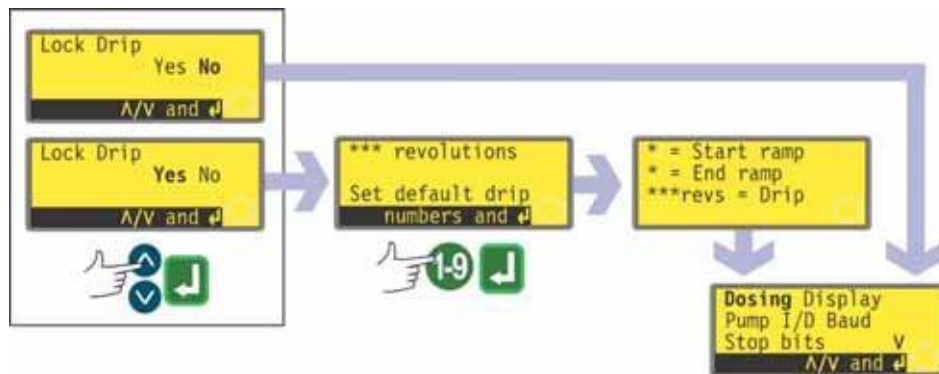 Lock Drip
Yes No
Λ/V and ↲
Lock Drip
Yes No
Λ/V and ↲
*** revolutions
Set default drip
numbers and ↲
1-9
* = Start ramp
* = End ramp
***revs = Drip
Dosing Display
Pump I/D Baud
Stop bits V
Λ/V and ↲